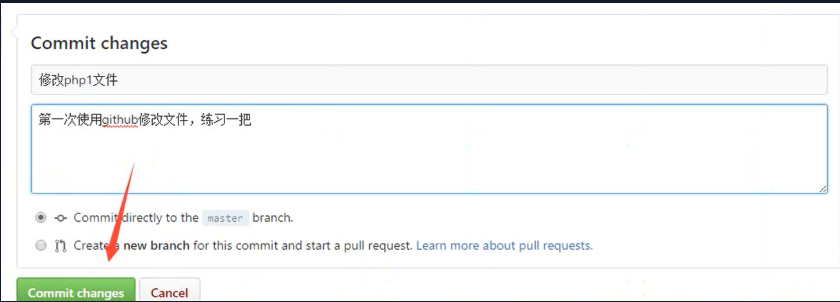 Commit changes
修改php1文件
第一次使用github修改文件，练习一把
Commit directly to the master branch.
Create a new branch for this commit and start a pull request. Learn more about pull requests.
Commit changes Cancel